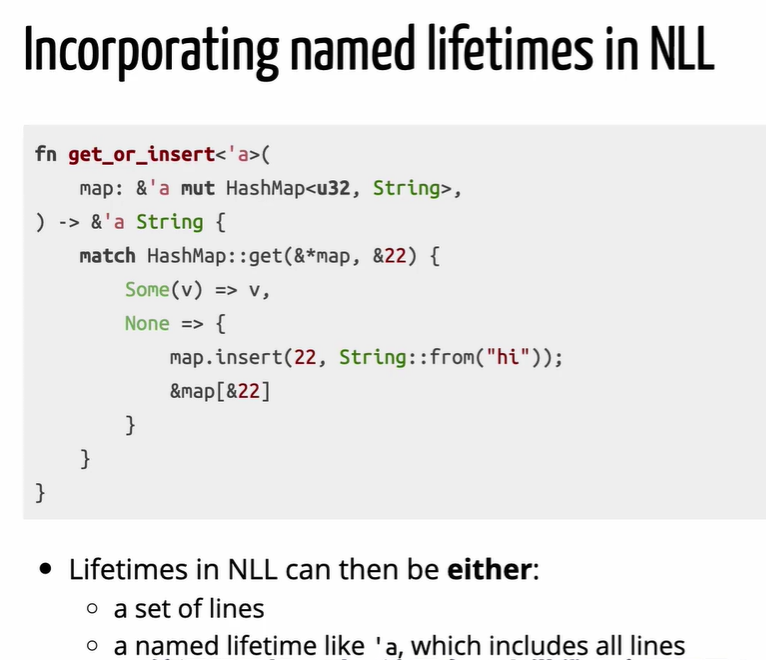 Incorporating named lifetimes in NLL
fn get_or_insert<'a>(
    map: &'a mut HashMap<u32, String>,
) -> &'a String {
    match HashMap::get(&*map, &22) {
        Some(v) => v,
        None => {
            map.insert(22, String::from("hi"));
            &map[&22]
        }
    }
}
• Lifetimes in NLL can then be either:
○ a set of lines
○ a named lifetime like 'a, which includes all lines